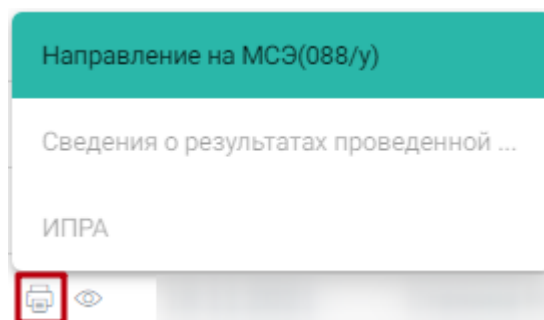 Направление на МСЭ(088/у)
Сведения о результатах проведенной ...
ИПРА